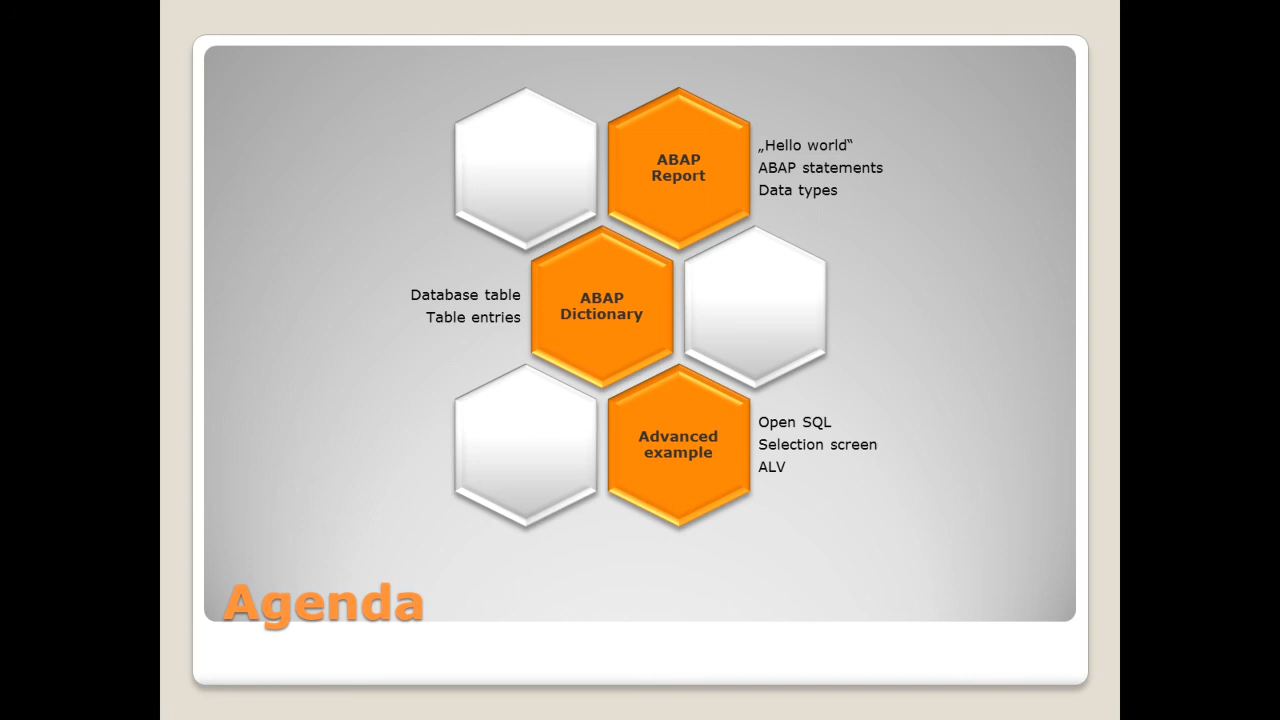 ABAP
Report
„Hello world“
ABAP statements
Data types
Database table
Table entries
ABAP
Dictionary
Advanced
example
Open SQL
Selection screen
ALV
Agenda